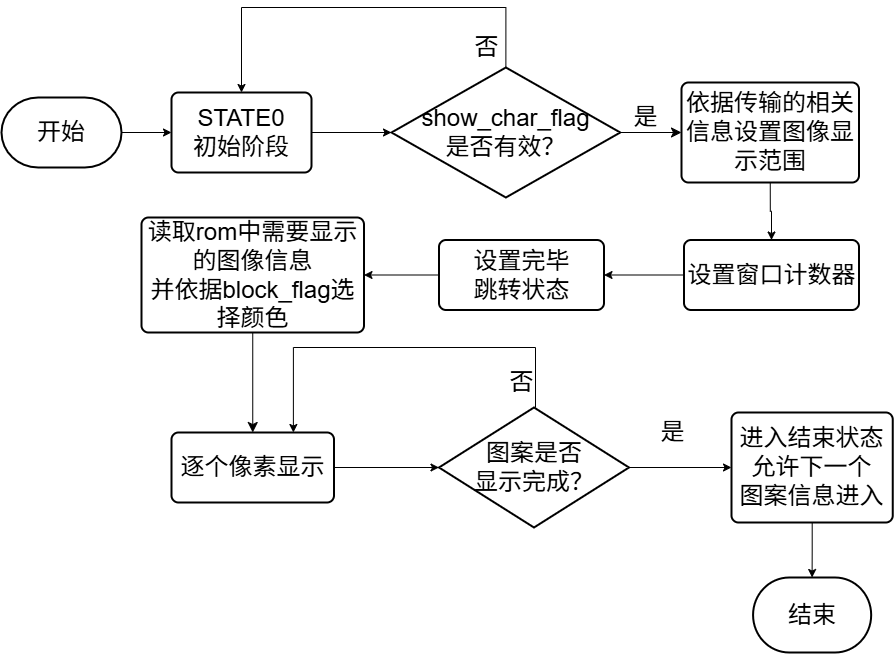 开始
STATE0
初始阶段
否
show_char_flag
是否有效？
是
依据传输的相关
信息设置图像显
示范围
设置窗口计数器
设置完毕
跳转状态
读取rom中需要显示
的图像信息
并依据block_flag选
择颜色
逐个像素显示
否
图案是否
显示完成？
是
进入结束状态
允许下一个
图案信息进入
结束